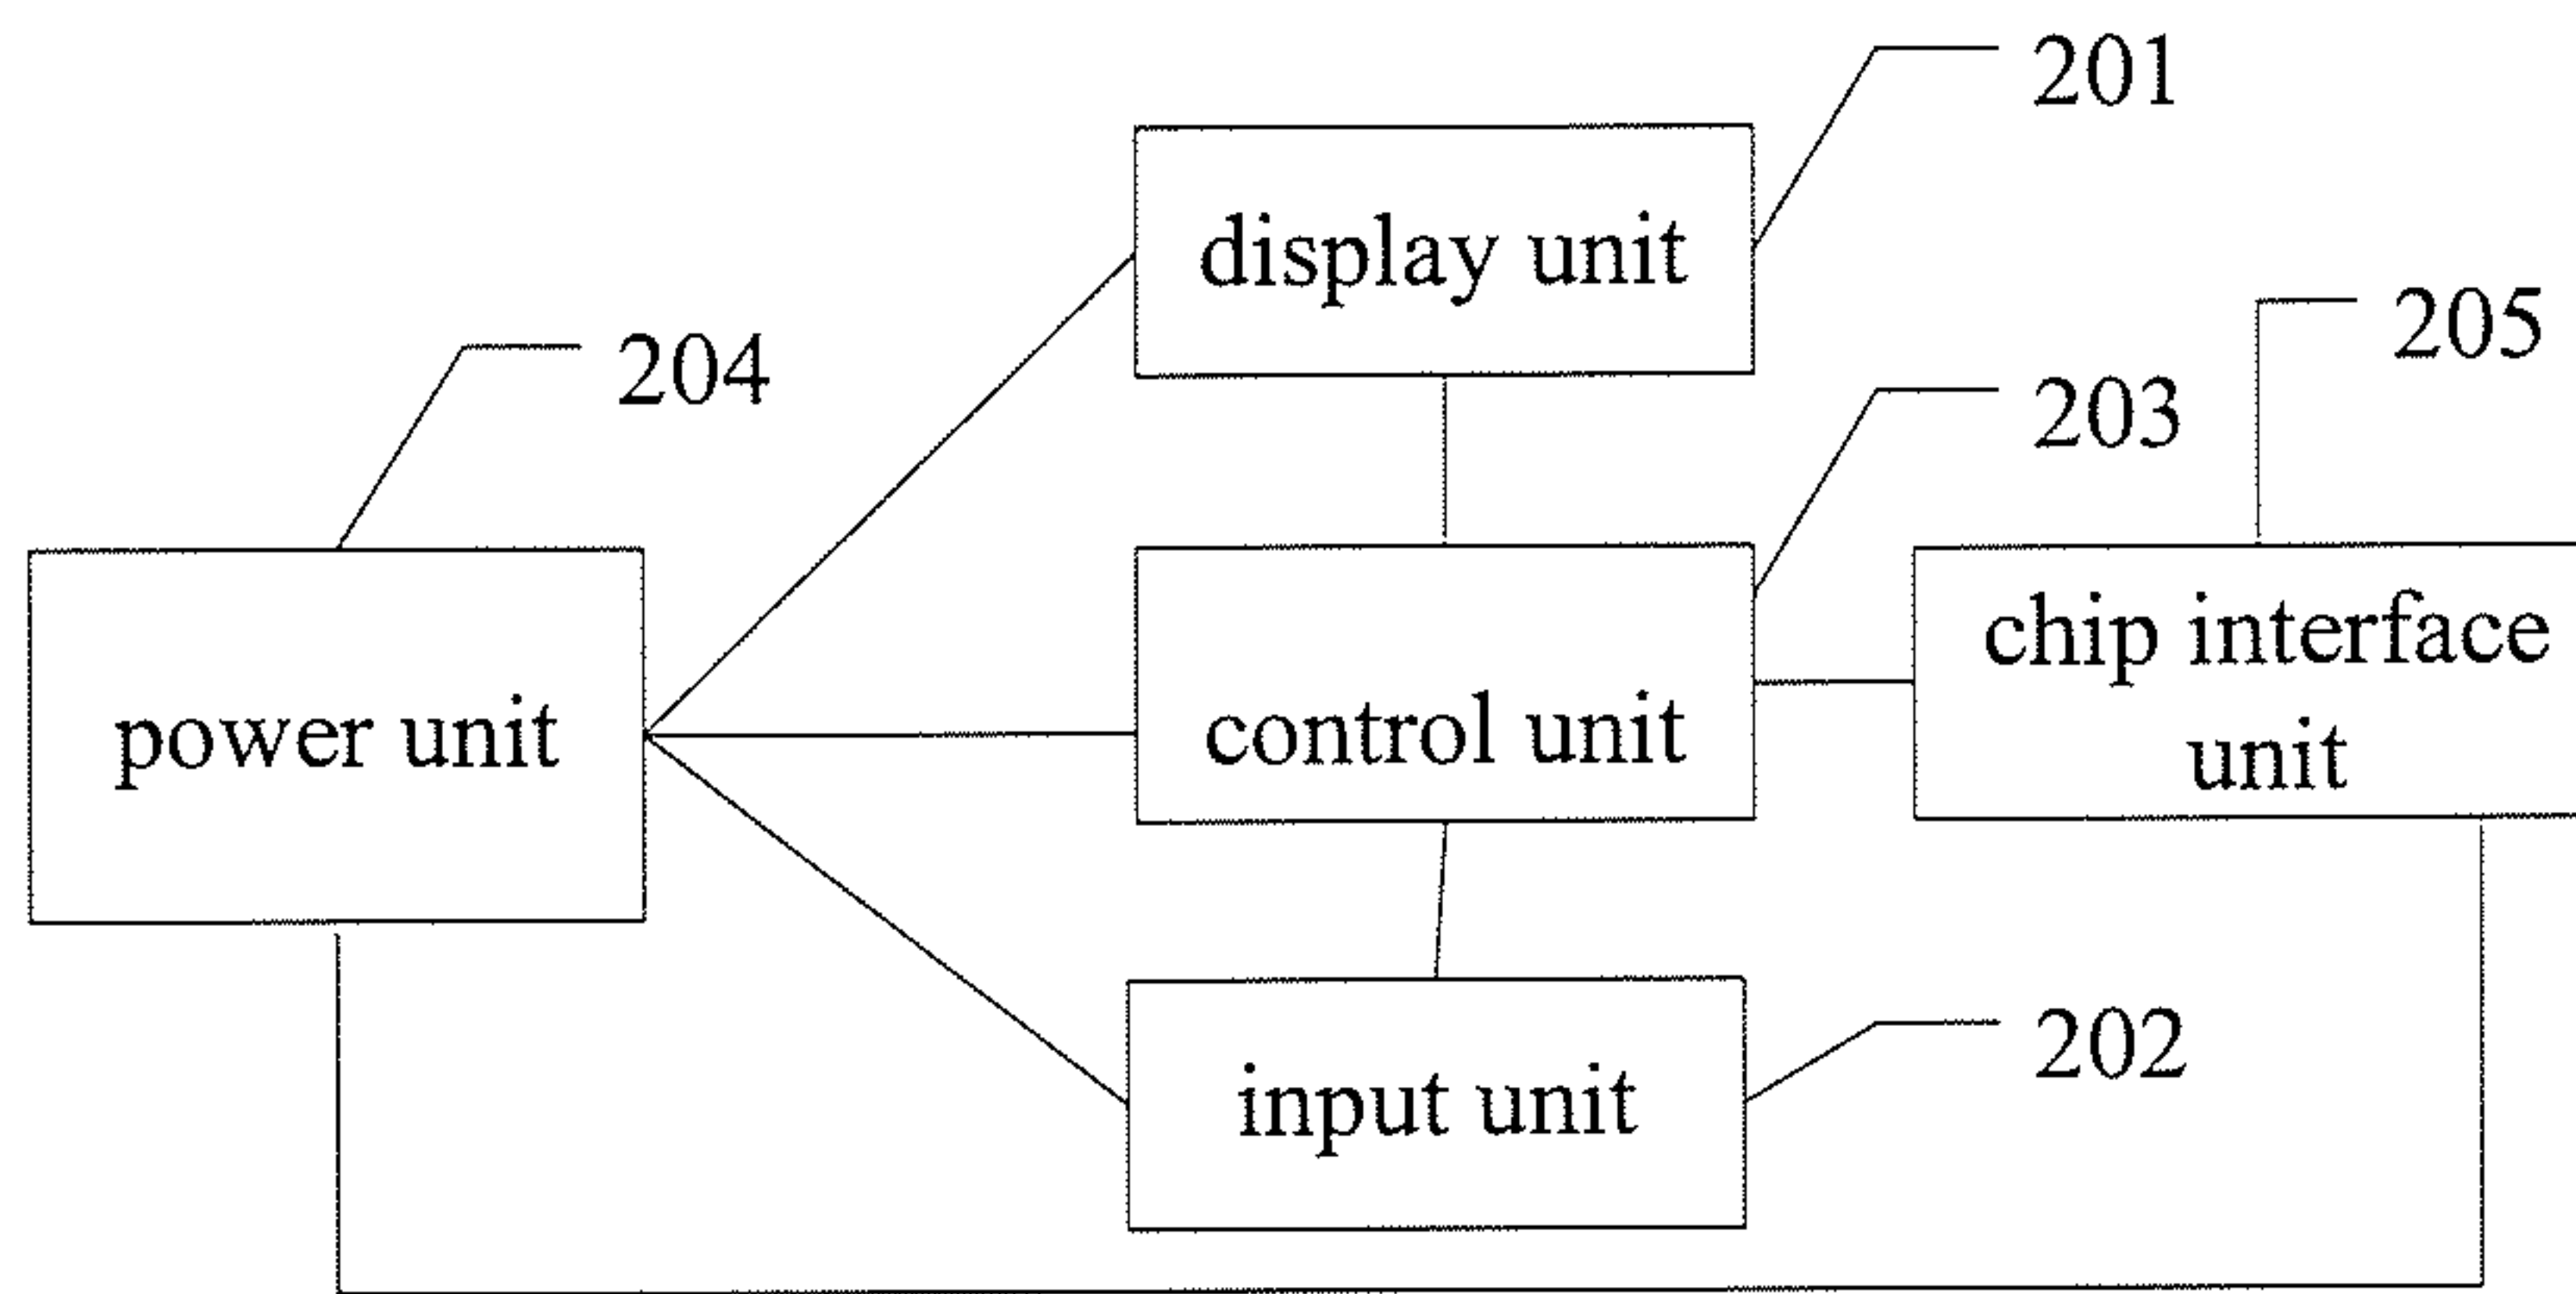 201
display unit
205
204
203
chip interface
unit
power unit
control unit
202
input unit